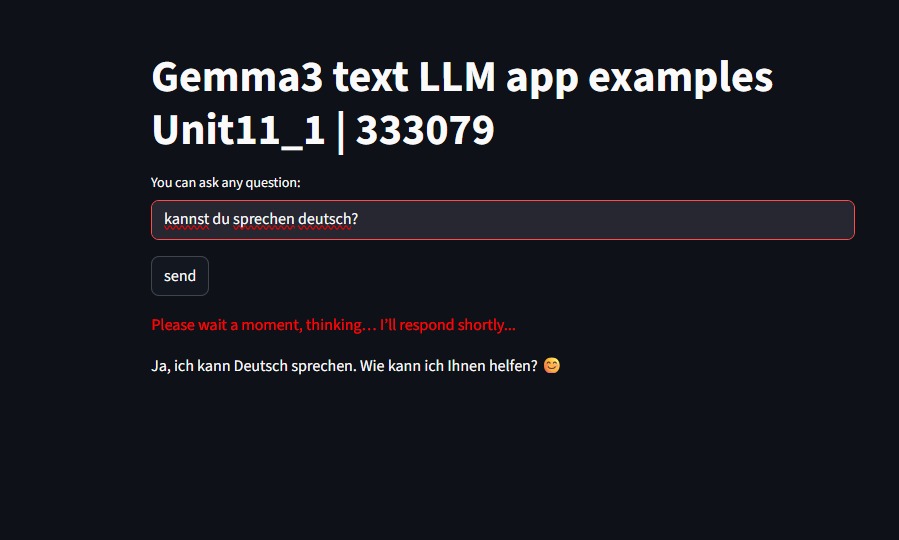 Gemma3 text LLM app examples
Unit11_1 | 333079
You can ask any question:
kannst du sprechen deutsch?
send
Please wait a moment, thinking… I'll respond shortly...
Ja, ich kann Deutsch sprechen. Wie kann ich Ihnen helfen? 😊